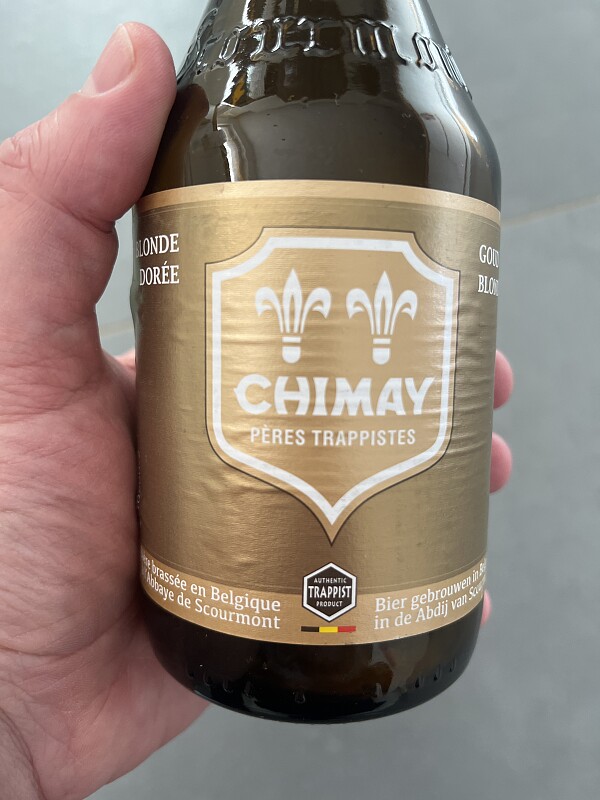 BLONDE
DORÉE
BLOND
CHIMAY
PÈRES TRAPPISTES
brassée en Belgique
Abbaye de Scourmont
AUTHENTIC
TRAPPIST
PRODUCT
Bier gebrouwen in
in de Abdij van